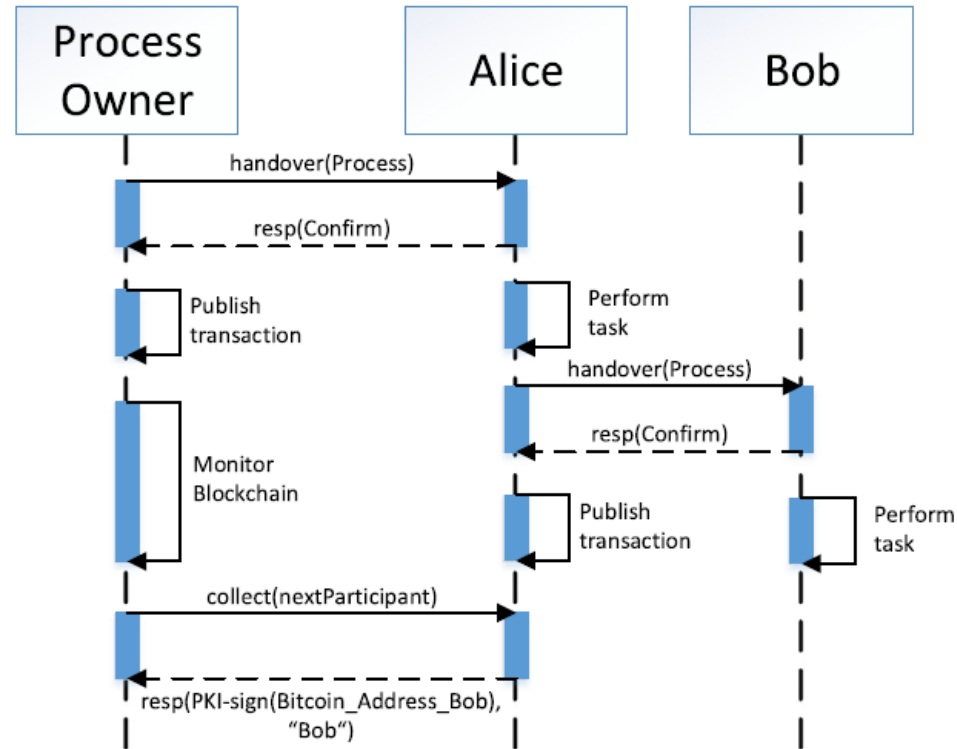 Process
Owner
Alice
Bob
handover(Process)
resp(Confirm)
Publish
transaction
Perform
task
handover(Process)
resp(Confirm)
Monitor
Blockchain
Publish
transaction
Perform
task
collect(nextParticipant)
resp(PKI-sign(Bitcoin_Address_Bob),
“Bob“)